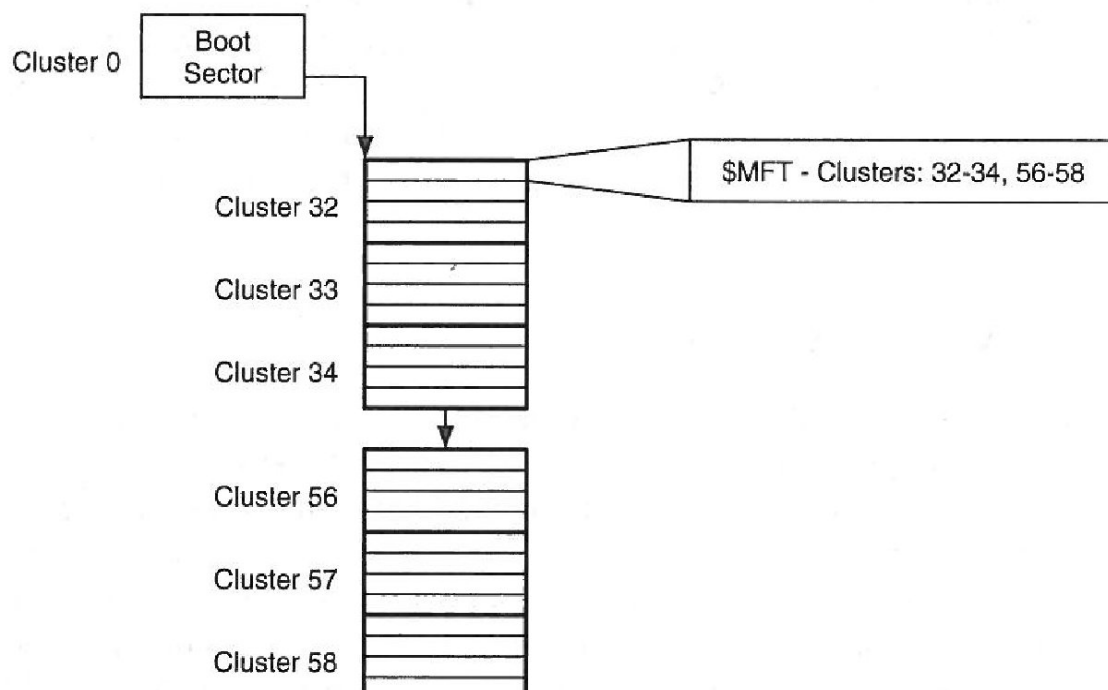 Cluster 0
Boot
Sector
$MFT - Clusters: 32-34, 56-58
Cluster 32
Cluster 33
Cluster 34
Cluster 56
Cluster 57
Cluster 58